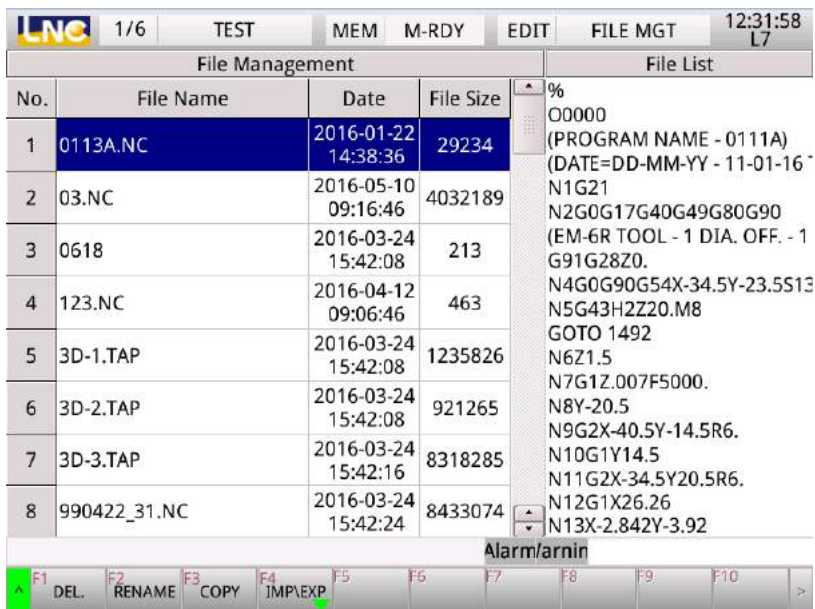 LNC 1/6 TEST MEM M-RDY EDIT FILE MGT 12:31:58
L7
File Management File List
No. File Name Date File Size
1 0113A.NC 2016-01-22 14:38:36 29234
2 03.NC 2016-05-10 09:16:46 4032189
3 0618 2016-03-24 15:42:08 213
4 123.NC 2016-04-12 09:06:46 463
5 3D-1.TAP 2016-03-24 15:42:08 1235826
6 3D-2.TAP 2016-03-24 15:42:08 921265
7 3D-3.TAP 2016-03-24 15:42:16 8318285
8 990422_31.NC 2016-03-24 15:42:24 8433074
%
O0000
(PROGRAM NAME - 0111A)
(DATE=DD-MM-YY - 11-01-16
N1G21
N2G0G17G40G49G80G90
(EM-6R TOOL - 1 DIA. OFF. - 1
G91G28Z0.
N4G0G90G54X-34.5Y-23.5S13
N5G43H2Z20.M8
GOTO 1492
N6Z1.5
N7G1Z.007F5000.
N8Y-20.5
N9G2X-40.5Y-14.5R6.
N10G1Y14.5
N11G2X-34.5Y20.5R6.
N12G1X26.26
N13X-2.842Y-3.92
Alarm/arnin
^ F1 DEL. F2 RENAME F3 COPY F4 IMP\EXP F5 F6 F7 F8 F9 F10 >